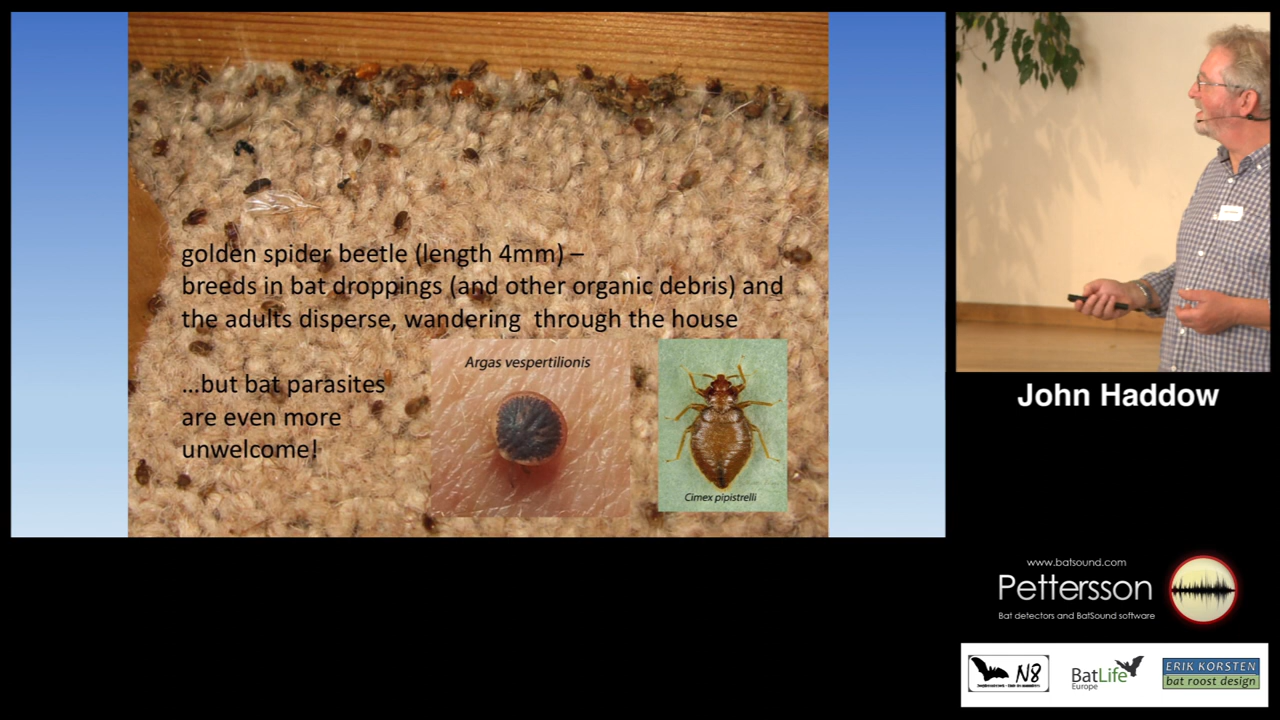 golden spider beetle (length 4mm) –
breeds in bat droppings (and other organic debris) and
the adults disperse, wandering through the house
...but bat parasites
are even more
unwelcome!
Argas vespertilionis
Cimex pipistrelli
John Haddow
www.batsound.com
Pettersson
Bat detectors and BatSound software
N8
BatLife
Europe
ERIK KORSTEN
bat roost design